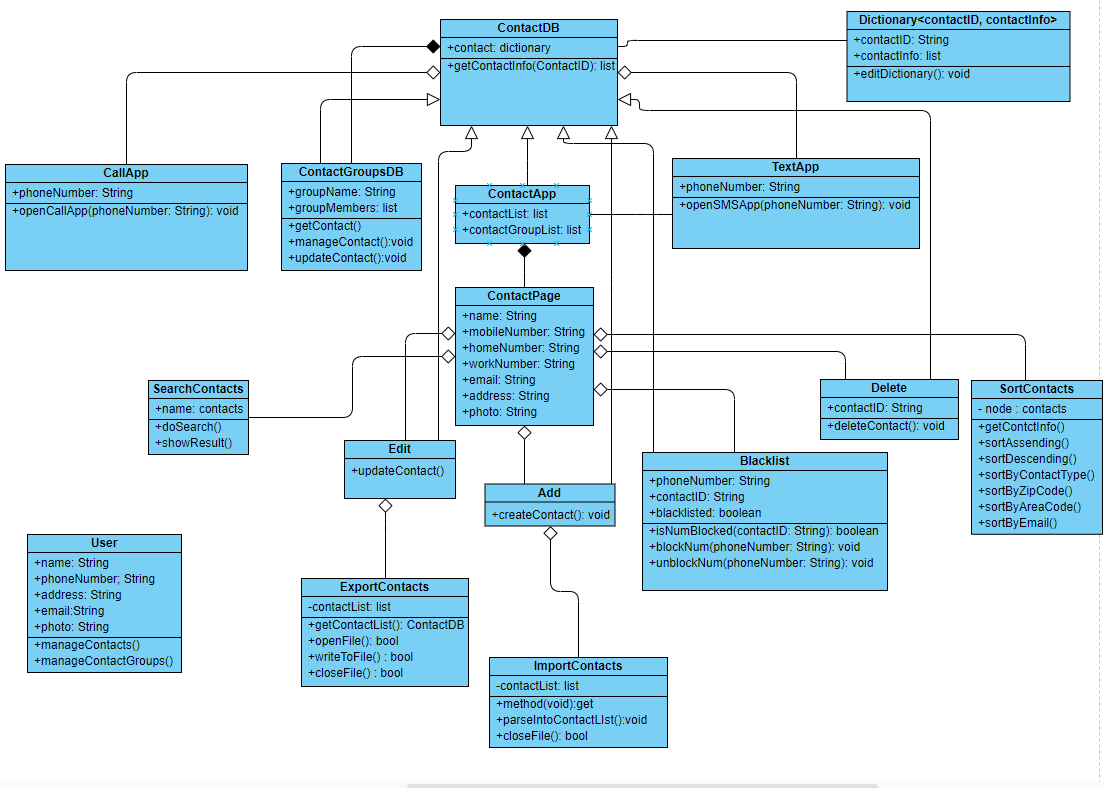 ContactDB
+contact: dictionary
+getContactInfo(ContactID): list
Dictionary<contactID, contactInfo>
+contactID: String
+contactInfo: list
+editDictionary(): void
CallApp
+phoneNumber: String
+openCallApp(phoneNumber: String): void
ContactGroupsDB
+groupName: String
+groupMembers: list
+getContact()
+manageContact():void
+updateContact():void
ContactApp
+contactList: list
+contactGroupList: list
TextApp
+phoneNumber: String
+openSMSApp(phoneNumber: String): void
ContactPage
+name: String
+mobileNumber: String
+homeNumber: String
+workNumber: String
+email: String
+address: String
+photo: String
SearchContacts
+name: contacts
+doSearch()
+showResult()
Delete
+contactID: String
+deleteContact(): void
SortContacts
- node : contacts
+getContctInfo()
+sortAssending()
+sortDescending()
+sortByContactType()
+sortByZipCode()
+sortByAreaCode()
+sortByEmail()
Edit
+updateContact()
Blacklist
+phoneNumber: String
+contactID: String
+blacklisted: boolean
+isNumBlocked(contactID: String): boolean
+blockNum(phoneNumber: String): void
+unblockNum(phoneNumber: String): void
Add
+createContact(): void
User
+name: String
+phoneNumber; String
+address: String
+email:String
+photo: String
+manageContacts()
+manageContactGroups()
ExportContacts
-contactList: list
+getContactList(): ContactDB
+openFile(): bool
+writeToFile() : bool
+closeFile() : bool
ImportContacts
-contactList: list
+method(void):get
+parseIntoContactLIst():void
+closeFile(): bool